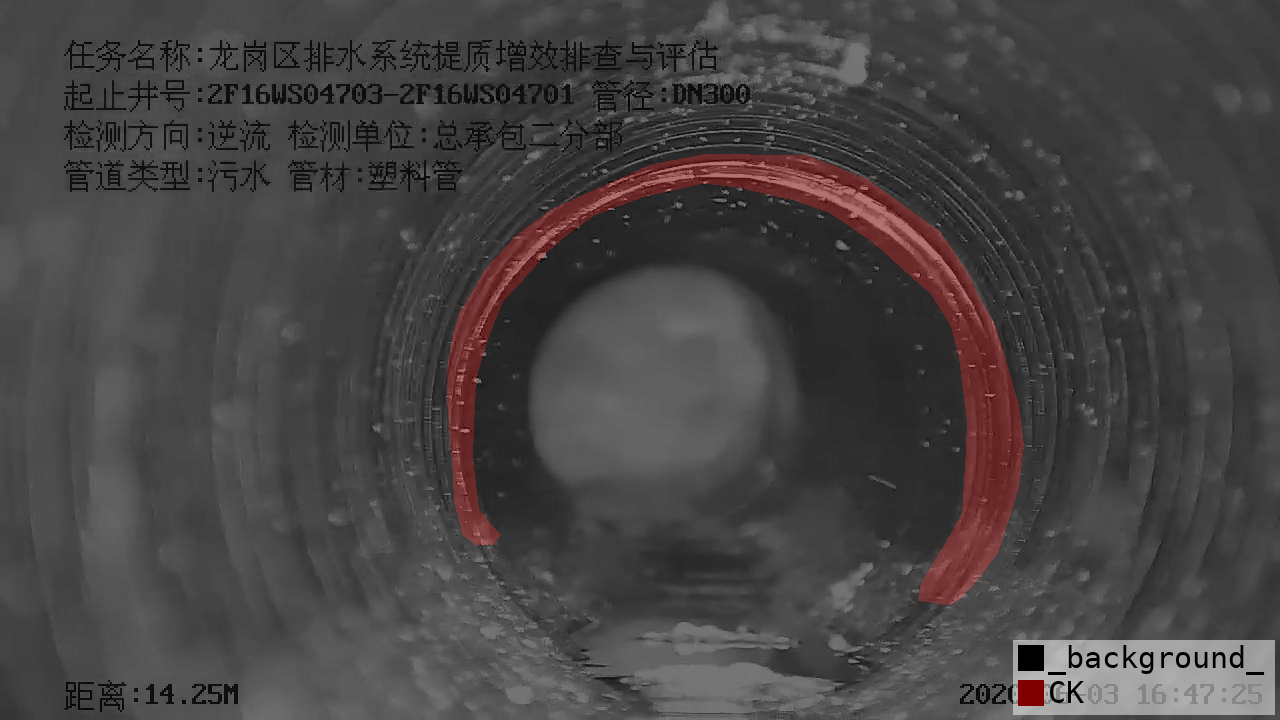 任务名称:龙岗区排水系统提质增效排查与评估
起止井号:2F16WS04703-2F16WS04701 管径:DN300
检测方向:逆流 检测单位:总承包二分部
管道类型:污水 管材:塑料管
_background_
CK
距离:14.25M
03 16:47:25